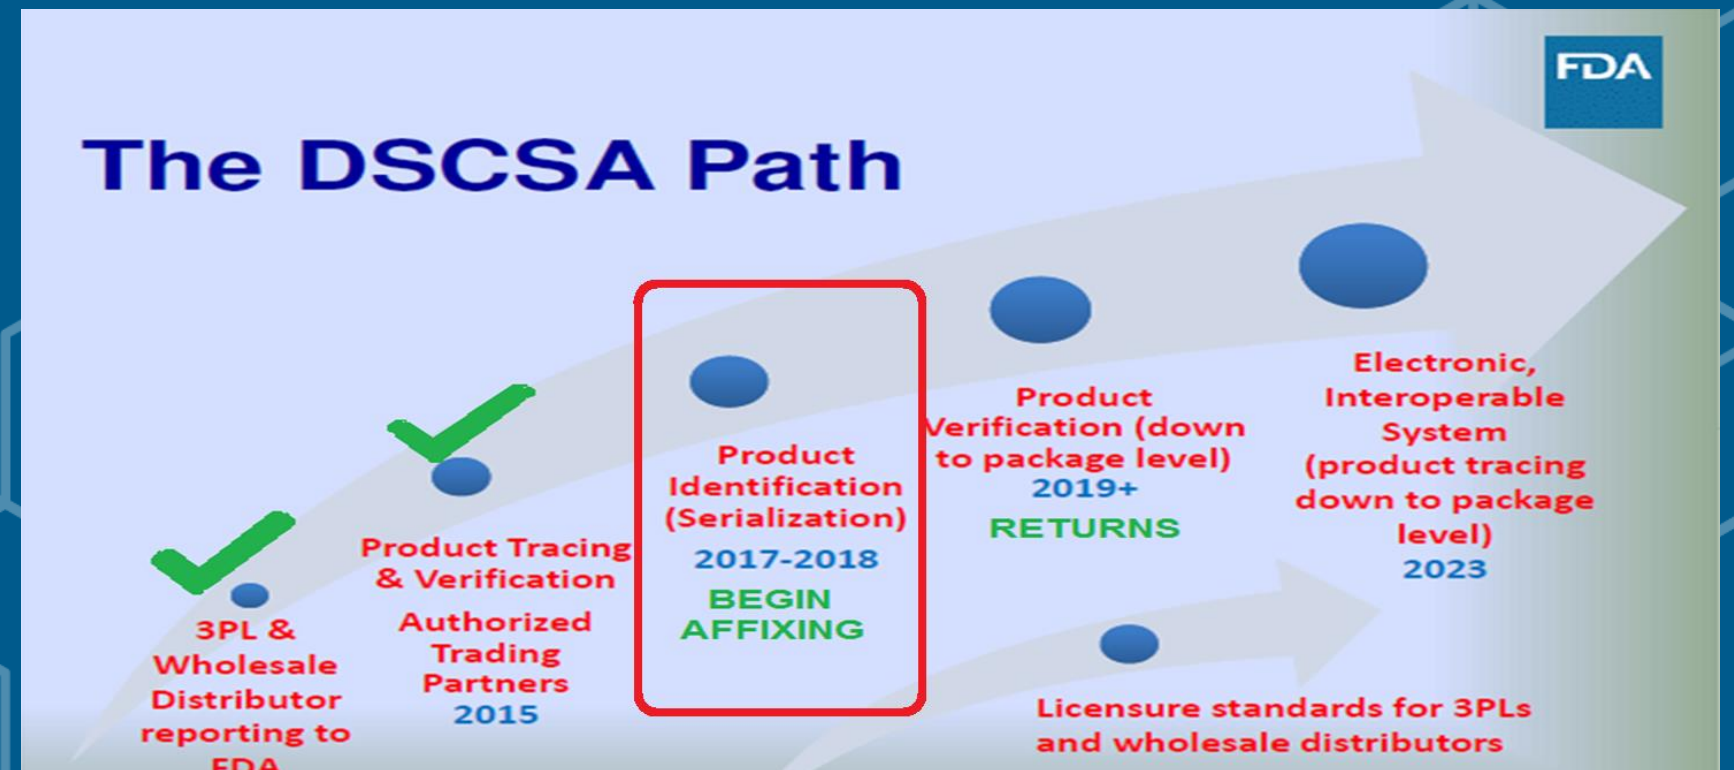 FDA
The DSCSA Path
3PL &
Wholesale
Distributor
reporting to
FDA
Product Tracing
& Verification
Authorized
Trading
Partners
2015
Product
Identification
(Serialization)
2017-2018
BEGIN
AFFIXING
Product
Verification (down
to package level)
2019+
RETURNS
Electronic,
Interoperable
System
(product tracing
down to package
level)
2023
Licensure standards for 3PLs
and wholesale distributors